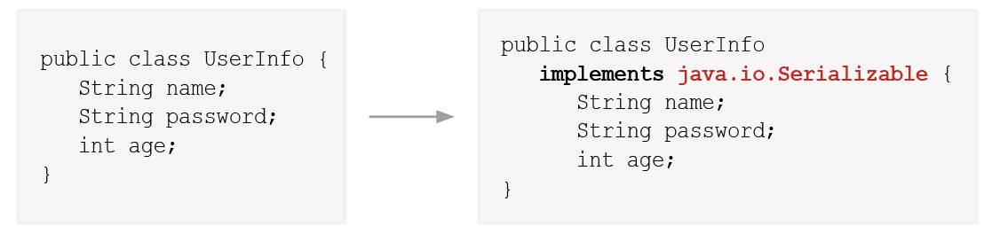 public class UserInfo {
String name;
String password;
int age;
}
public class UserInfo
implements java.io.Serializable {
String name;
String password;
int age;
}